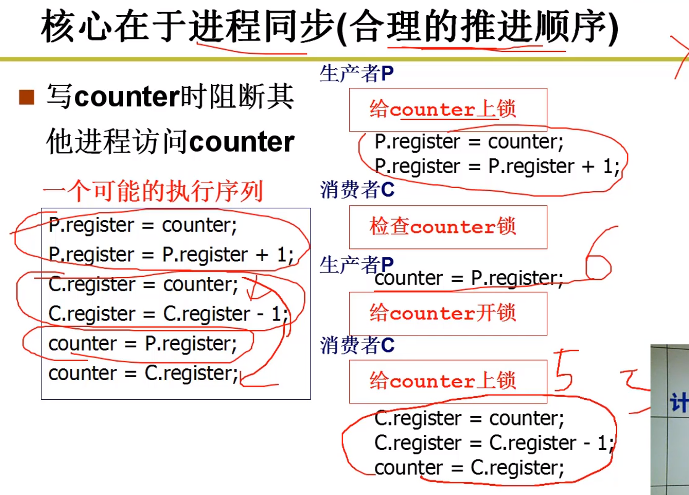 核心在于进程同步(合理的推进顺序)
写counter时阻断其
他进程访问counter
一个可能的执行序列
P.register = counter;
P.register = P.register + 1;
C.register = counter;
C.register = C.register - 1;
counter = P.register;
counter = C.register;
生产者P
给counter上锁
P.register = counter;
P.register = P.register + 1;
消费者C
检查counter锁
生产者P
counter = P.register;
6
给counter开锁
消费者C
给counter上锁
5
3
C.register = counter;
C.register = C.register - 1;
counter = C.register;
计